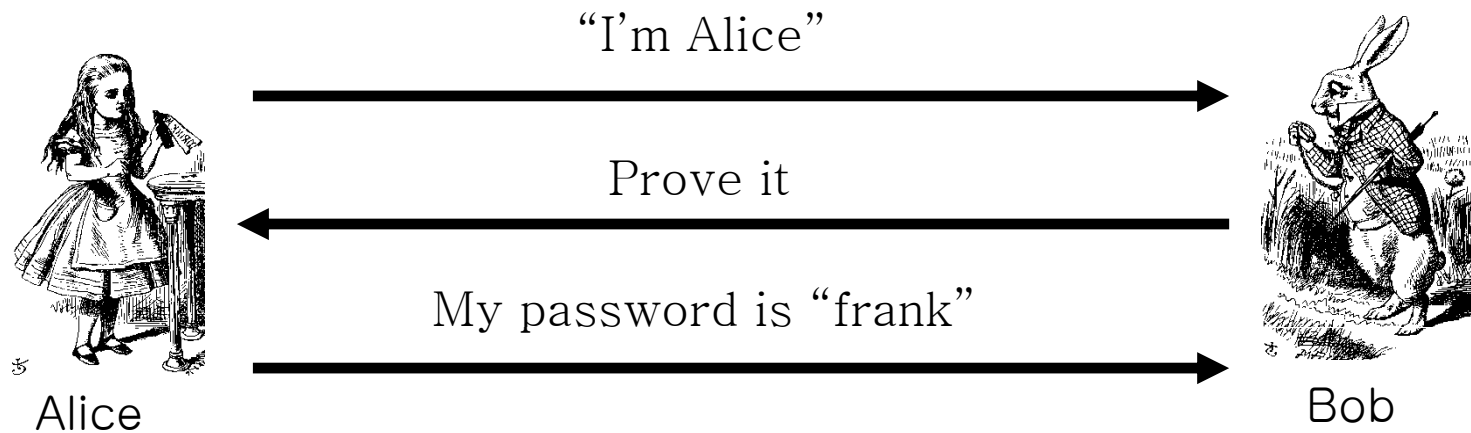 “I’m Alice”
Prove it
My password is “frank”
Alice
Bob